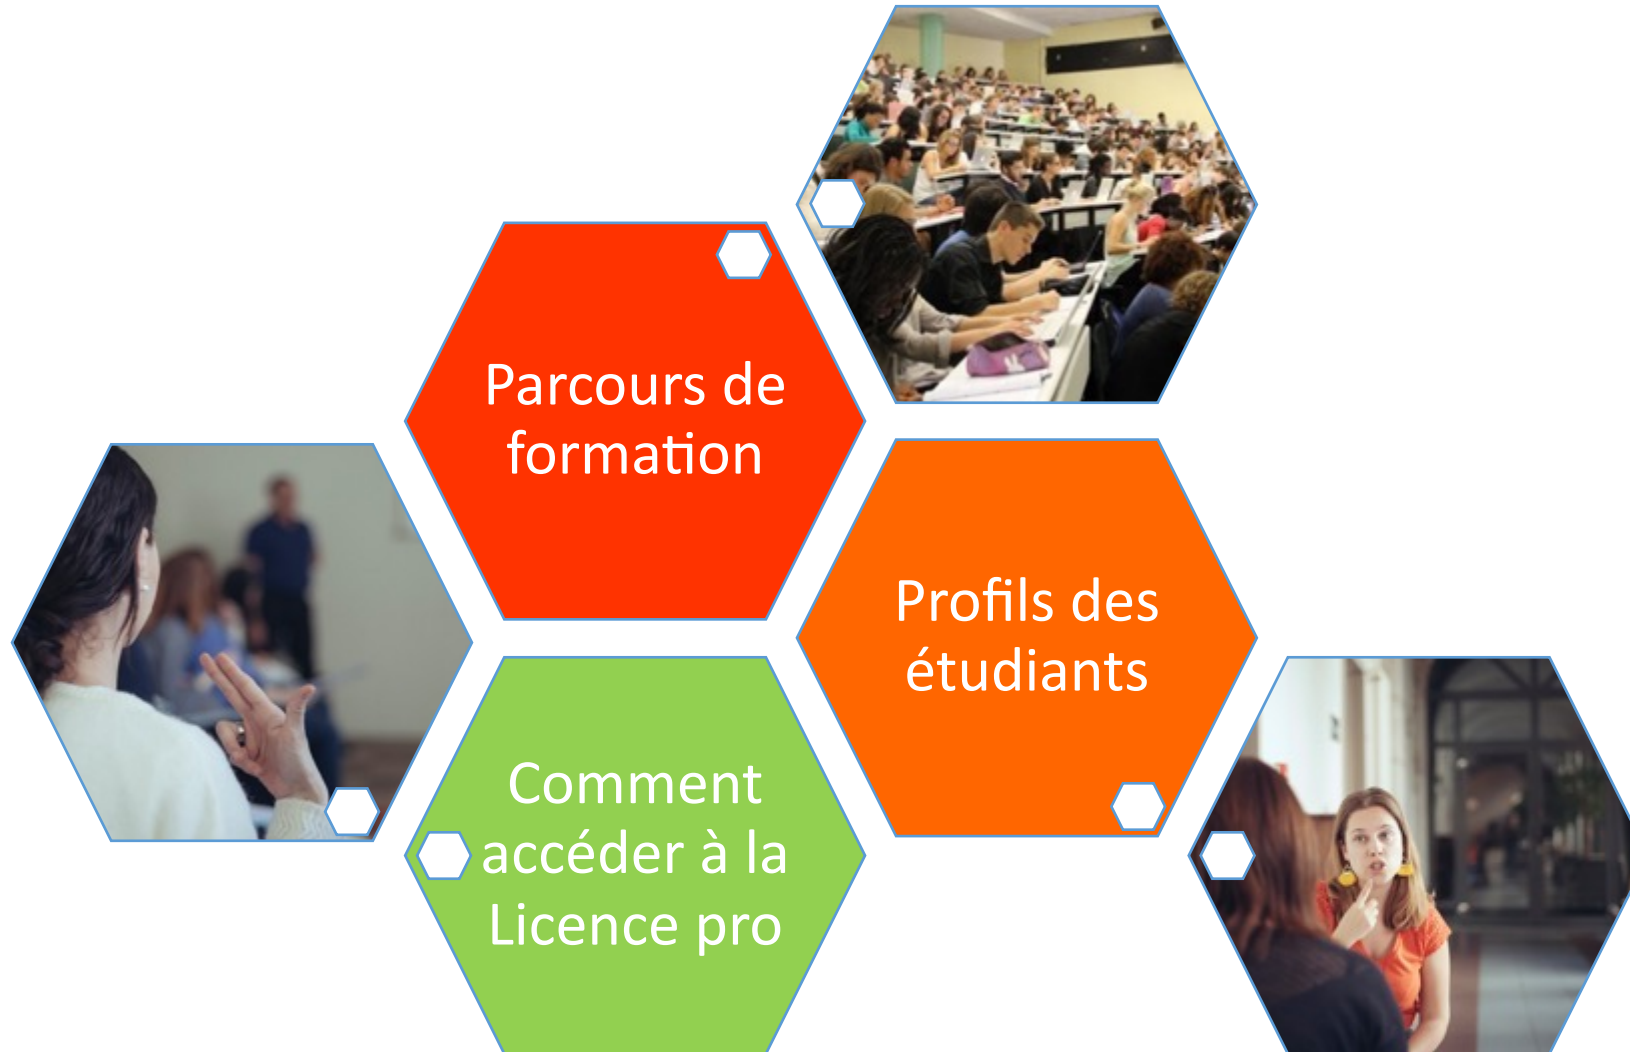 Parcours de
formation
Profils des
étudiants
Comment
accéder à la
Licence pro